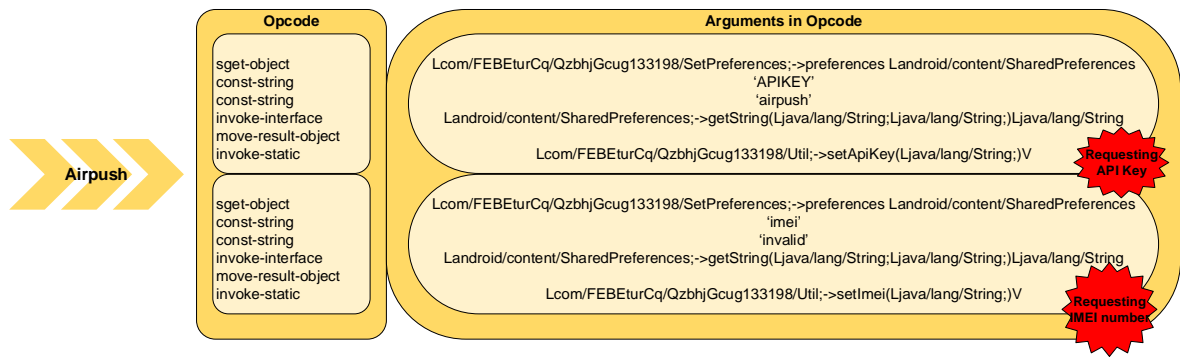 Opcode
Arguments in Opcode
sget-object
const-string
const-string
invoke-interface
move-result-object
invoke-static
Lcom/FEBEturCq/QzbhjGcug133198/SetPreferences;->preferences Landroid/content/SharedPreferences
‘APIKEY’
‘airpush’
Landroid/content/SharedPreferences;->getString(Ljava/lang/String;Ljava/lang/String;)Ljava/lang/String
Lcom/FEBEturCq/QzbhjGcug133198/Util;->setApiKey(Ljava/lang/String;)V
Requesting
API Key
Airpush
sget-object
const-string
const-string
invoke-interface
move-result-object
invoke-static
Lcom/FEBEturCq/QzbhjGcug133198/SetPreferences;->preferences Landroid/content/SharedPreferences
‘imei’
‘invalid’
Landroid/content/SharedPreferences;->getString(Ljava/lang/String;Ljava/lang/String;)Ljava/lang/String
Lcom/FEBEturCq/QzbhjGcug133198/Util;->setImei(Ljava/lang/String;)V
Requesting
IMEI number